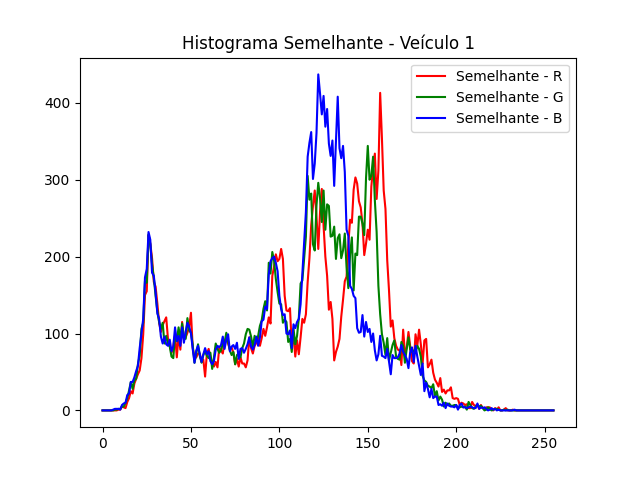 Histograma Semelhante - Veículo 1
Semelhante - R
Semelhante - G
Semelhante - B
400
300
200
100
0
0 50 100 150 200 250